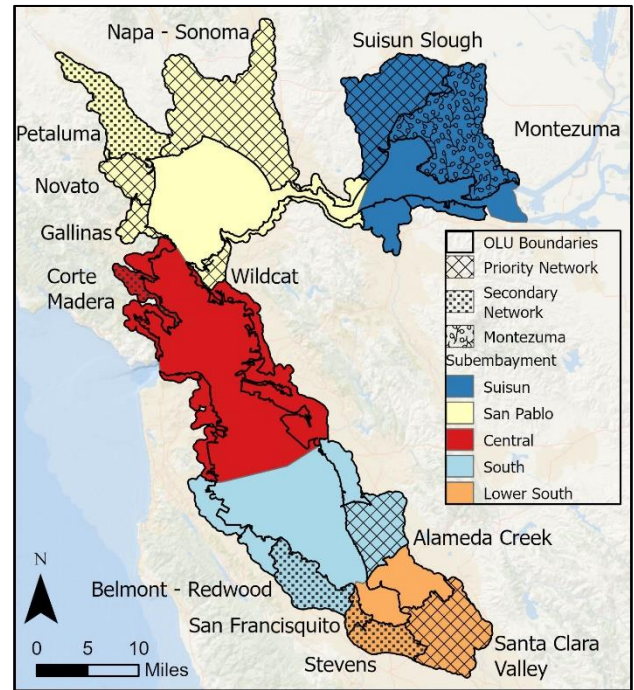 Napa - Sonoma
Suisun Slough
Petaluma
Montezuma
Novato
Gallinas
Corte
Madera
Wildcat
OLU Boundaries
Priority Network
Secondary
Network
Montezuma
Subembayment
Suisun
San Pablo
Central
South
Lower South
Alameda Creek
Belmont - Redwood
San Francisquito
Stevens
Santa Clara
Valley
N
0 5 10
Miles